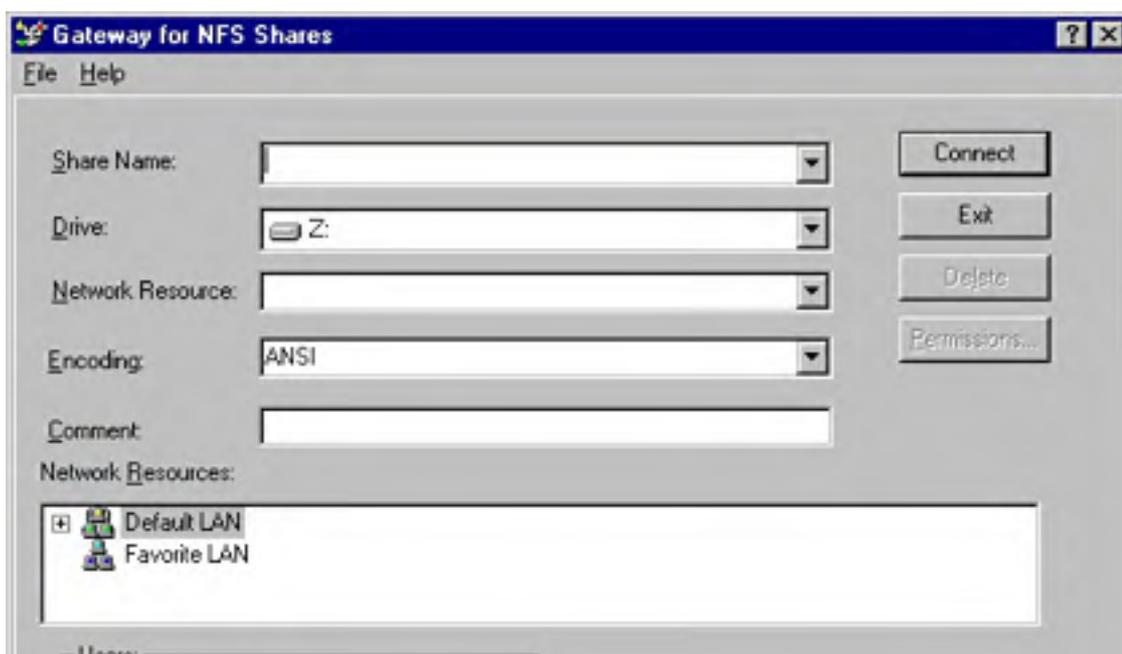 Gateway for NFS Shares
File Help
Share Name:
Connect
Drive:
Z:
Exit
Network Resource:
Delete
Encoding:
ANSI
Permissions...
Comment:
Network Resources:
Default LAN
Favorite LAN